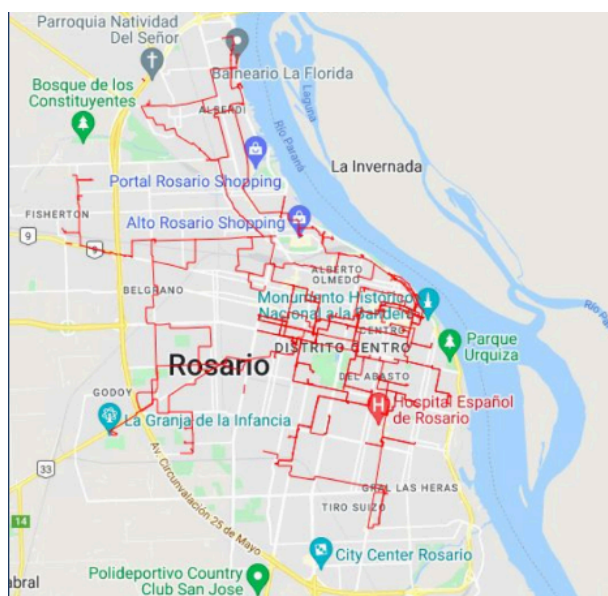 Parroquia Natividad
Del Señor
Balneario La Florida
Bosque de los
Constituyentes
ALBERDI
Laguna
Río Paraná
La Invernada
Portal Rosario Shopping
FISHERTON
Alto Rosario Shopping
9
9
ALBERTO
OLMEDO
BELGRANO
Monumento Histórico
Nacional a la Bandera
Río Pa
CENTRO
DISTRITO CENTRO
Parque
Urquiza
Rosario
DEL ABASTO
GODOY
Hospital Español
de Rosario
La Granja de la Infancia
33
Av. Circunvalación 25 de Mayo
GRAL LAS HERAS
TIRO SUIZO
14
City Center Rosario
abral
Polideportivo Country
Club San Jose